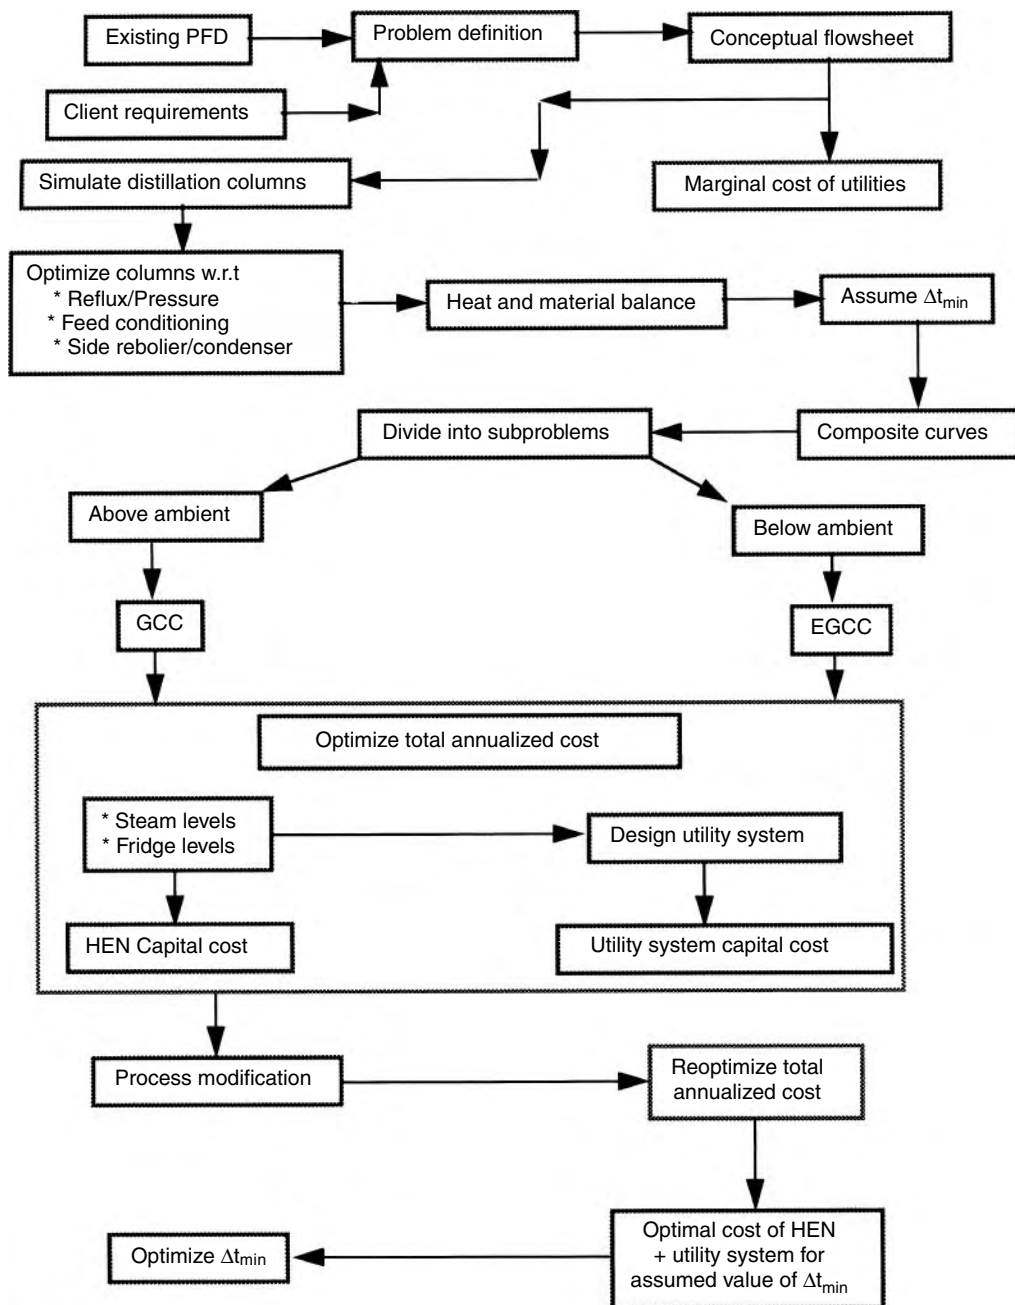 Existing PFD
Problem definition
Conceptual flowsheet
Client requirements
Simulate distillation columns
Marginal cost of utilities
Optimize columns w.r.t
* Reflux/Pressure
* Feed conditioning
* Side rebolier/condenser
Heat and material balance
Assume Δt_min
Divide into subproblems
Composite curves
Above ambient
Below ambient
GCC
EGCC
Optimize total annualized cost
* Steam levels
* Fridge levels
Design utility system
HEN Capital cost
Utility system capital cost
Process modification
Reoptimize total
annualized cost
Optimal cost of HEN
+ utility system for
assumed value of Δt_min
Optimize Δt_min